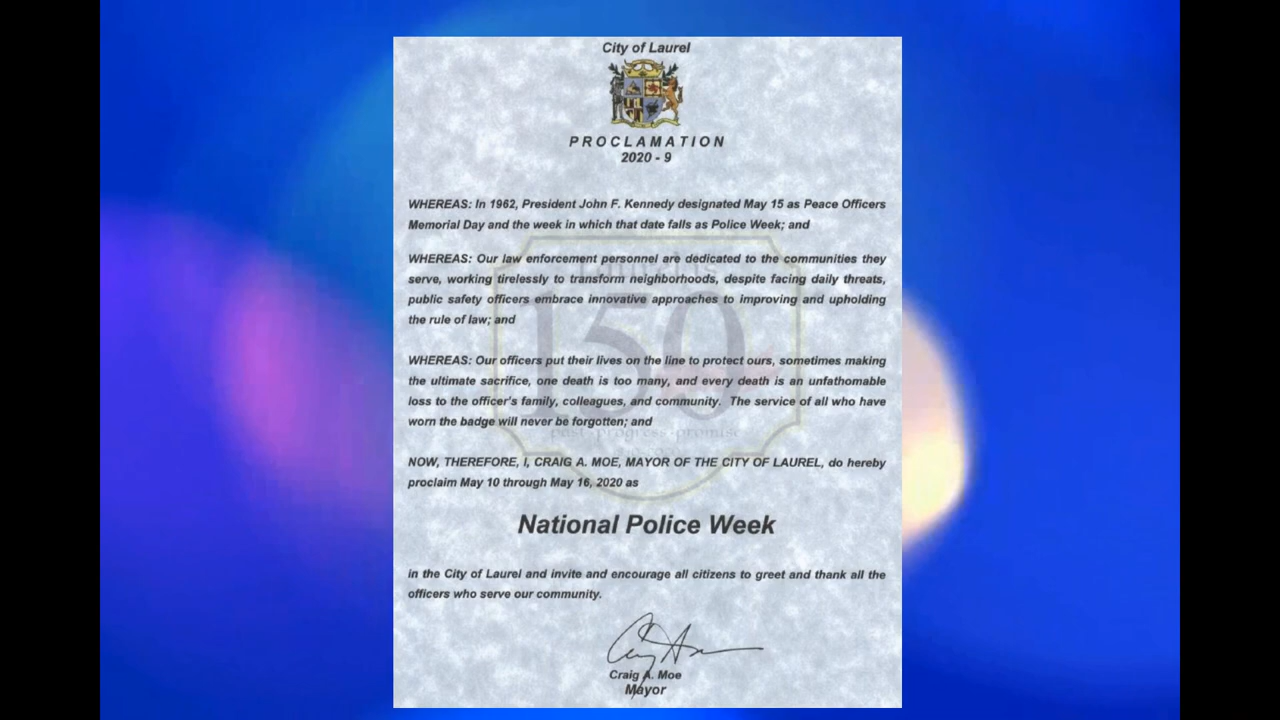 City of Laurel
PROCLAMATION
2020 - 9
WHEREAS: In 1962, President John F. Kennedy designated May 15 as Peace Officers
Memorial Day and the week in which that date falls as Police Week; and
WHEREAS: Our law enforcement personnel are dedicated to the communities they
serve, working tirelessly to transform neighborhoods, despite facing daily threats,
public safety officers embrace innovative approaches to improving and upholding
the rule of law; and
WHEREAS: Our officers put their lives on the line to protect ours, sometimes making
the ultimate sacrifice, one death is too many, and every death is an unfathomable
loss to the officer's family, colleagues, and community. The service of all who have
worn the badge will never be forgotten; and
150
past · progress · promise
NOW, THEREFORE, I, CRAIG A. MOE, MAYOR OF THE CITY OF LAUREL, do hereby
proclaim May 10 through May 16, 2020 as
National Police Week
in the City of Laurel and invite and encourage all citizens to greet and thank all the
officers who serve our community.
Craig A. Moe
Mayor